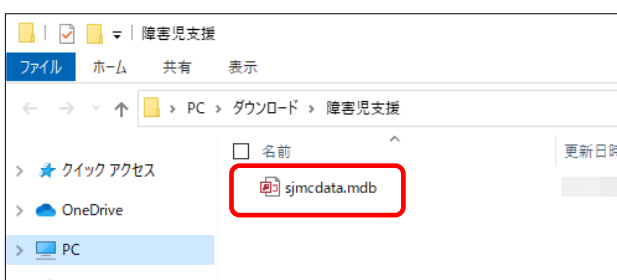 障害児支援
ファイル ホーム 共有 表示
PC › ダウンロード › 障害児支援
名前 更新日時
クイック アクセス
sjmcdata.mdb
OneDrive
PC